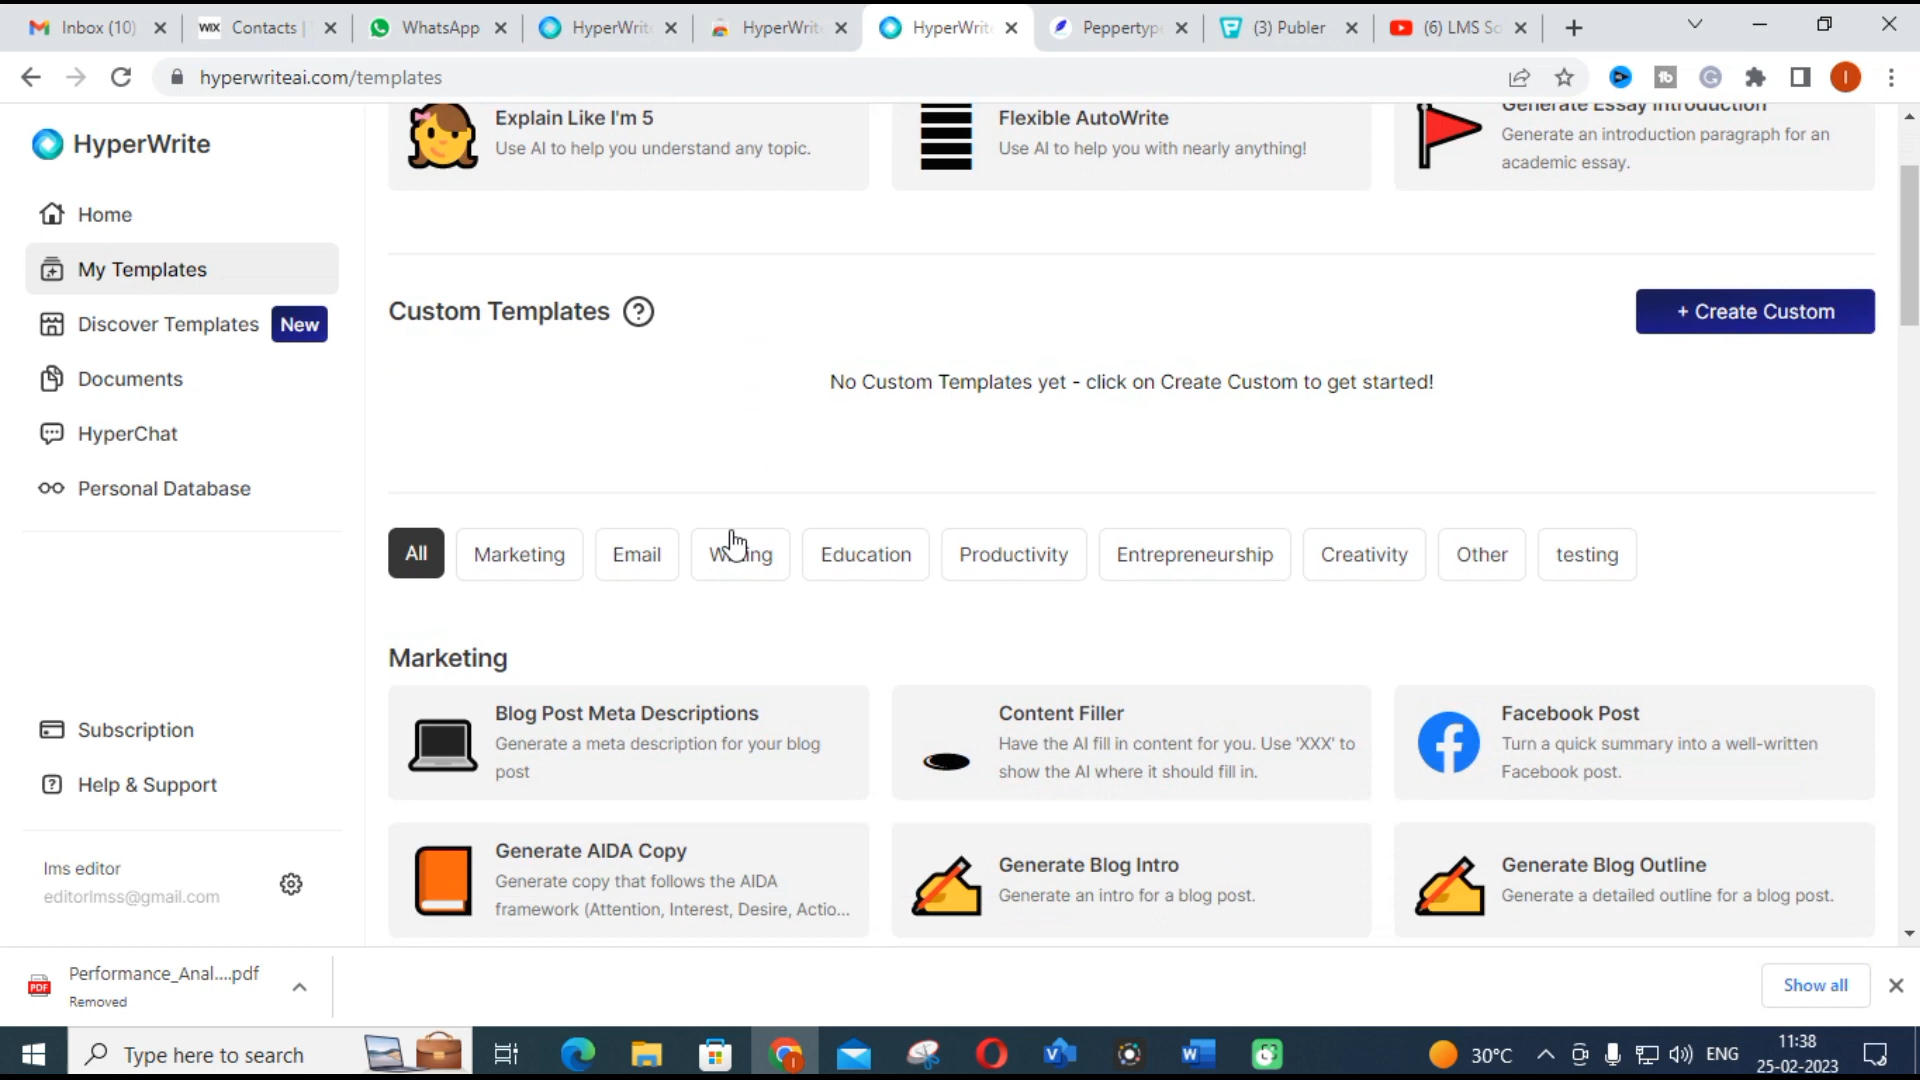 Inbox (10)
Contacts |
WhatsApp
HyperWrit
HyperWrit
HyperWrit
Peppertyp
(3) Publer
(6) LMS So
hyperwriteai.com/templates
HyperWrite
Home
My Templates
Discover Templates New
Documents
HyperChat
Personal Database
Subscription
Help & Support
lms editor
editorlmss@gmail.com
Explain Like I'm 5
Use AI to help you understand any topic.
Flexible AutoWrite
Use AI to help you with nearly anything!
Generate Essay Introduction
Generate an introduction paragraph for an
academic essay.
Custom Templates ?
+ Create Custom
No Custom Templates yet - click on Create Custom to get started!
All Marketing Email Education Productivity Entrepreneurship Creativity Other testing
Marketing
Blog Post Meta Descriptions
Generate a meta description for your blog
post
Content Filler
Have the AI fill in content for you. Use 'XXX' to
show the AI where it should fill in.
Facebook Post
Turn a quick summary into a well-written
Facebook post.
Generate AIDA Copy
Generate copy that follows the AIDA
framework (Attention, Interest, Desire, Actio...
Generate Blog Intro
Generate an intro for a blog post.
Generate Blog Outline
Generate a detailed outline for a blog post.
Performance_Anal....pdf
Removed
Show all
Type here to search
30°C
ENG
11:38
25-02-2023